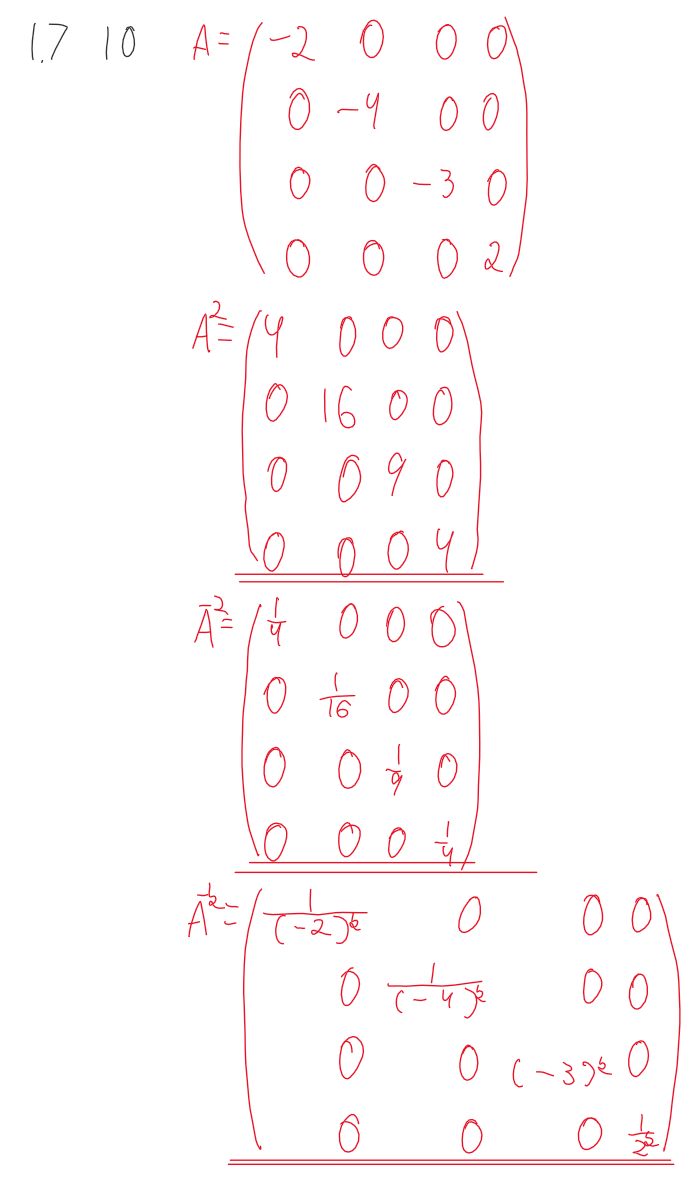 1.7 10 A = (-2 0 0 0
0 -4 0 0
0 0 -3 0
0 0 0 2)
A² = (4 0 0 0
0 16 0 0
0 0 9 0
0 0 0 4)
A⁻² = (1/4 0 0 0
0 1/16 0 0
0 0 1/9 0
0 0 0 1/4)
A^-k = (1/(-2)^k 0 0 0
0 1/(-4)^k 0 0
0 0 (-3)^k 0
0 0 0 1/2^k)